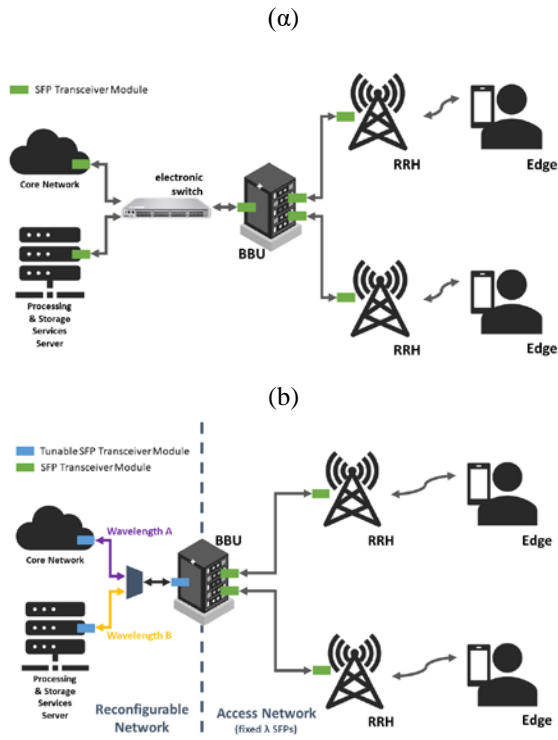 (α)
SFP Transceiver Module
Core Network
electronic
switch
BBU
RRH
Edge
Processing
& Storage
Services
Server
RRH
Edge
(b)
Tunable SFP Transceiver Module
SFP Transceiver Module
Wavelength A
BBU
Core Network
RRH
Edge
Wavelength B
Processing
& Storage
Services
Server
Reconfigurable
Network
Access Network
(fixed λ SFPs)
RRH
Edge